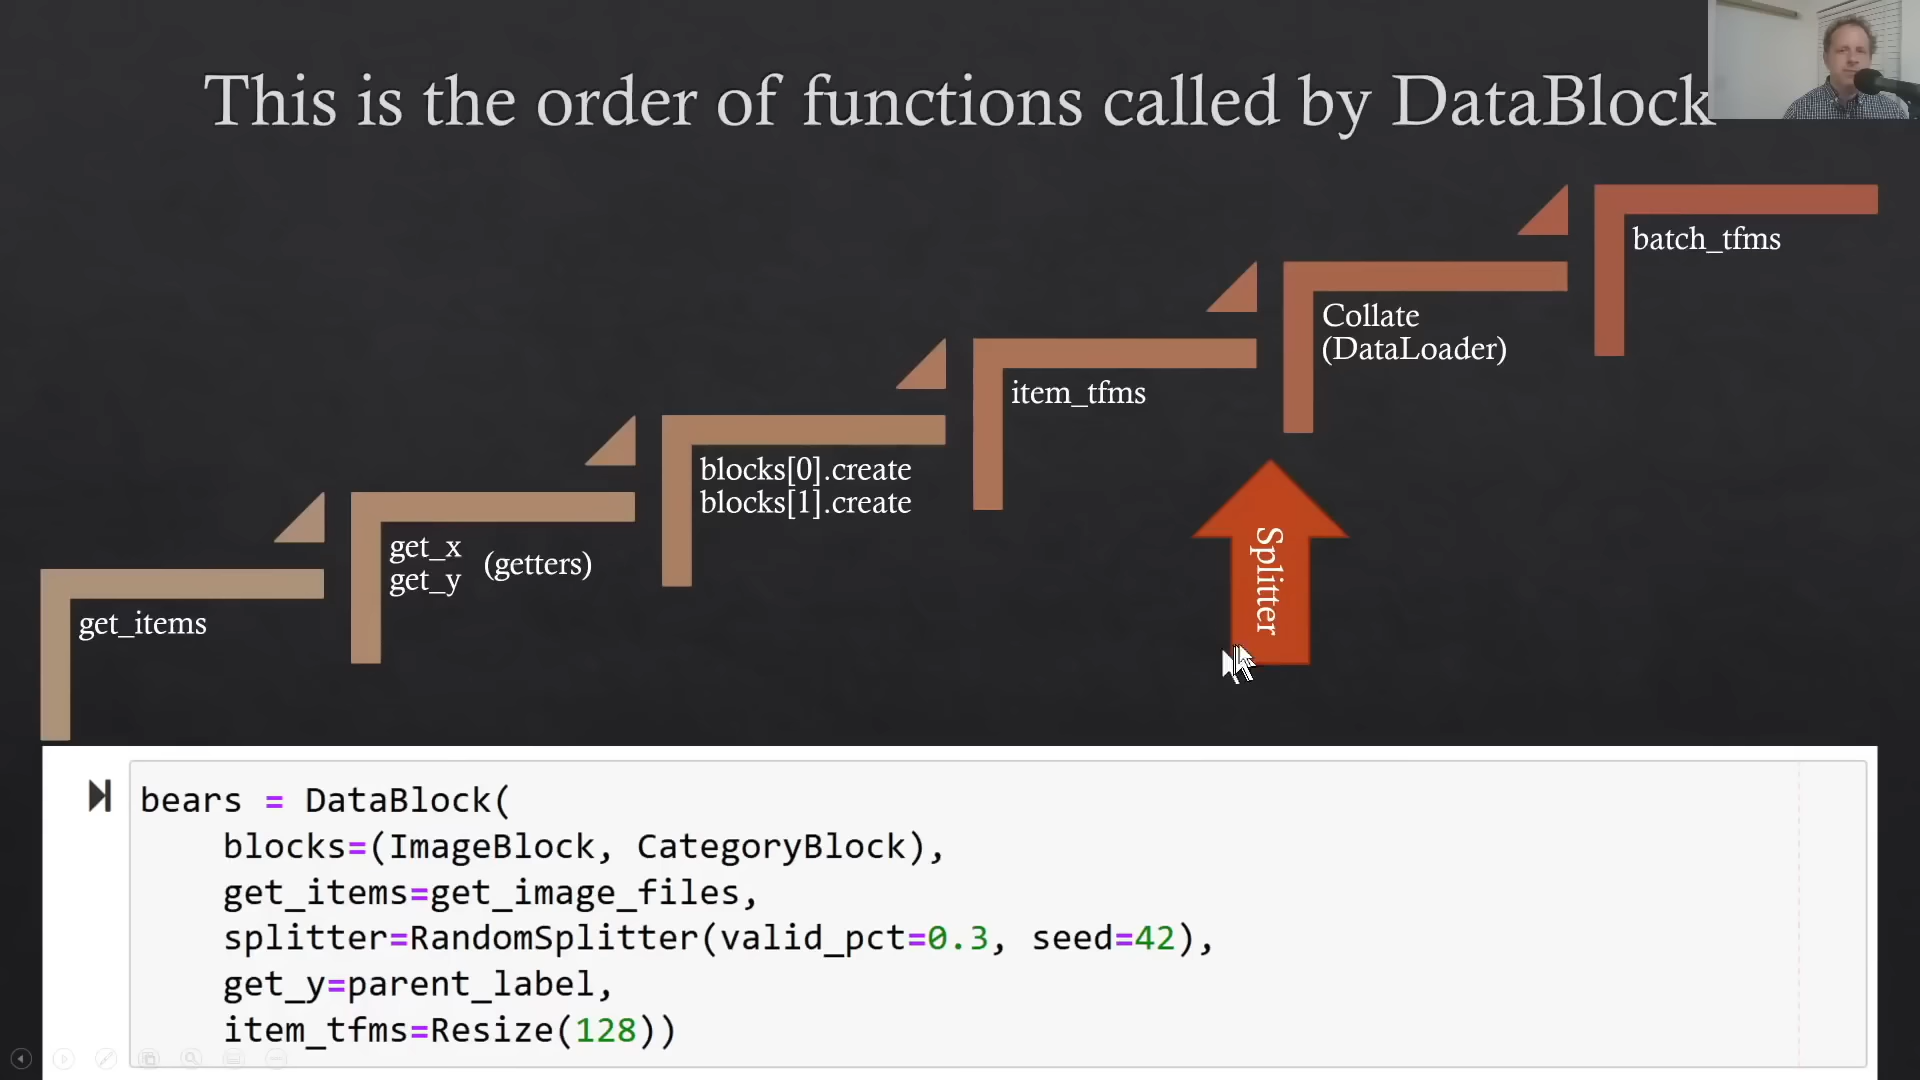 This is the order of functions called by DataBlock
get_items
get_x
get_y
(getters)
blocks[0].create
blocks[1].create
item_tfms
Splitter
Collate
(DataLoader)
batch_tfms
bears = DataBlock(
    blocks=(ImageBlock, CategoryBlock),
    get_items=get_image_files,
    splitter=RandomSplitter(valid_pct=0.3, seed=42),
    get_y=parent_label,
    item_tfms=Resize(128))